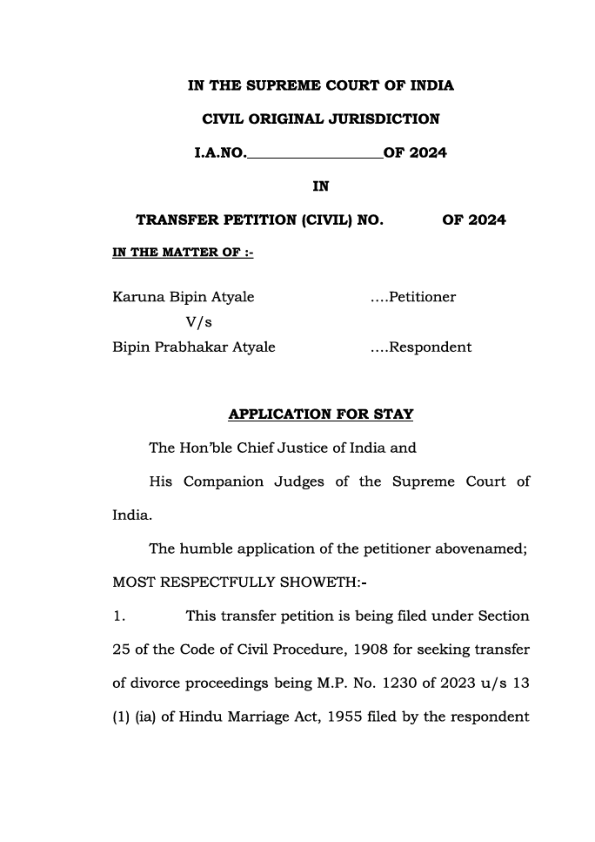 IN THE SUPREME COURT OF INDIA
CIVIL ORIGINAL JURISDICTION
I.A.NO.___________________OF 2024
IN
TRANSFER PETITION (CIVIL) NO. OF 2024
IN THE MATTER OF :-
Karuna Bipin Atyale ....Petitioner
V/s
Bipin Prabhakar Atyale ....Respondent
APPLICATION FOR STAY
The Hon'ble Chief Justice of India and
His Companion Judges of the Supreme Court of
India.
The humble application of the petitioner abovenamed;
MOST RESPECTFULLY SHOWETH:-
1. This transfer petition is being filed under Section
25 of the Code of Civil Procedure, 1908 for seeking transfer
of divorce proceedings being M.P. No. 1230 of 2023 u/s 13
(1) (ia) of Hindu Marriage Act, 1955 filed by the respondent